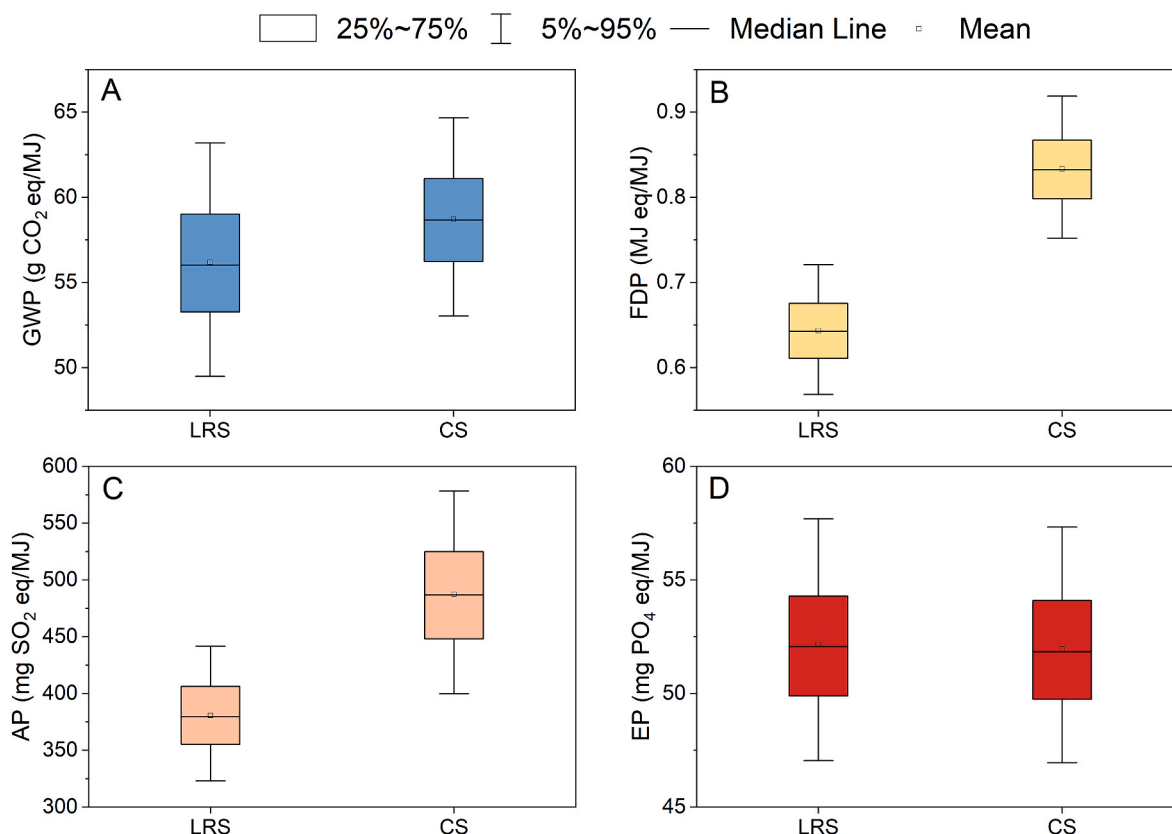 25%~75% 5%~95% Median Line Mean
A
GWP (g CO2 eq/MJ)
65
60
55
50
LRS CS
B
FDP (MJ eq/MJ)
0.9
0.8
0.7
0.6
LRS CS
C
AP (mg SO2 eq/MJ)
600
550
500
450
400
350
300
LRS CS
D
EP (mg PO4 eq/MJ)
60
55
50
45
LRS CS